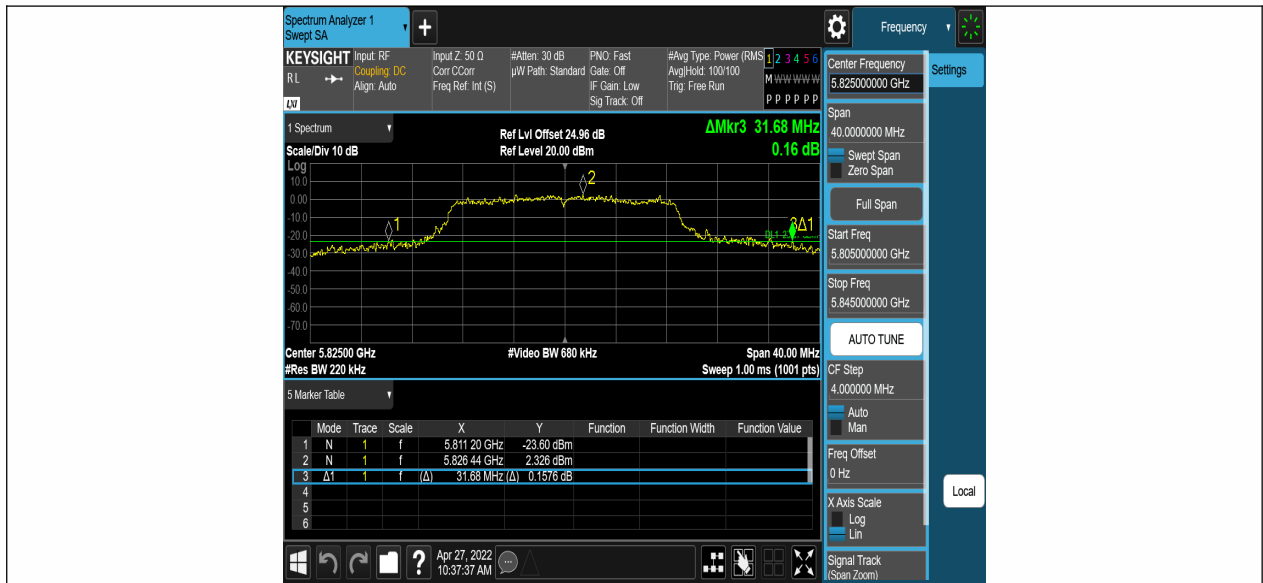 Spectrum Analyzer 1
Swept SA
+
Frequency
KEYSIGHT
RL
LXI
Input: RF
Coupling: DC
Align: Auto
Input Z: 50 Ω
Corr CCorr
Freq Ref: Int (S)
#Atten: 30 dB
µW Path: Standard
PNO: Fast
Gate: Off
IF Gain: Low
Sig Track: Off
#Avg Type: Power (RMS
Avg|Hold: 100/100
Trig: Free Run
1 2 3 4 5 6
M W W W W W
P P P P P P
1 Spectrum
Scale/Div 10 dB
Ref Lvl Offset 24.96 dB
Ref Level 20.00 dBm
ΔMkr3 31.68 MHz
0.16 dB
Log
10.0
0.00
-10.0
-20.0
-30.0
-40.0
-50.0
-60.0
-70.0
1
2
3Δ1
Center 5.82500 GHz
#Res BW 220 kHz
#Video BW 680 kHz
Span 40.00 MHz
Sweep 1.00 ms (1001 pts)
5 Marker Table
Mode Trace Scale X Y Function Function Width Function Value
1 N 1 f 5.811 20 GHz -23.60 dBm
2 N 1 f 5.826 44 GHz 2.326 dBm
3 Δ1 1 f (Δ) 31.68 MHz (Δ) 0.1576 dB
4
5
6
Apr 27, 2022
10:37:37 AM
?
Center Frequency
5.825000000 GHz
Span
40.0000000 MHz
Swept Span
Zero Span
Full Span
Start Freq
5.805000000 GHz
Stop Freq
5.845000000 GHz
AUTO TUNE
CF Step
4.000000 MHz
Auto
Man
Freq Offset
0 Hz
X Axis Scale
Log
Lin
Signal Track
(Span Zoom)
Settings
Local